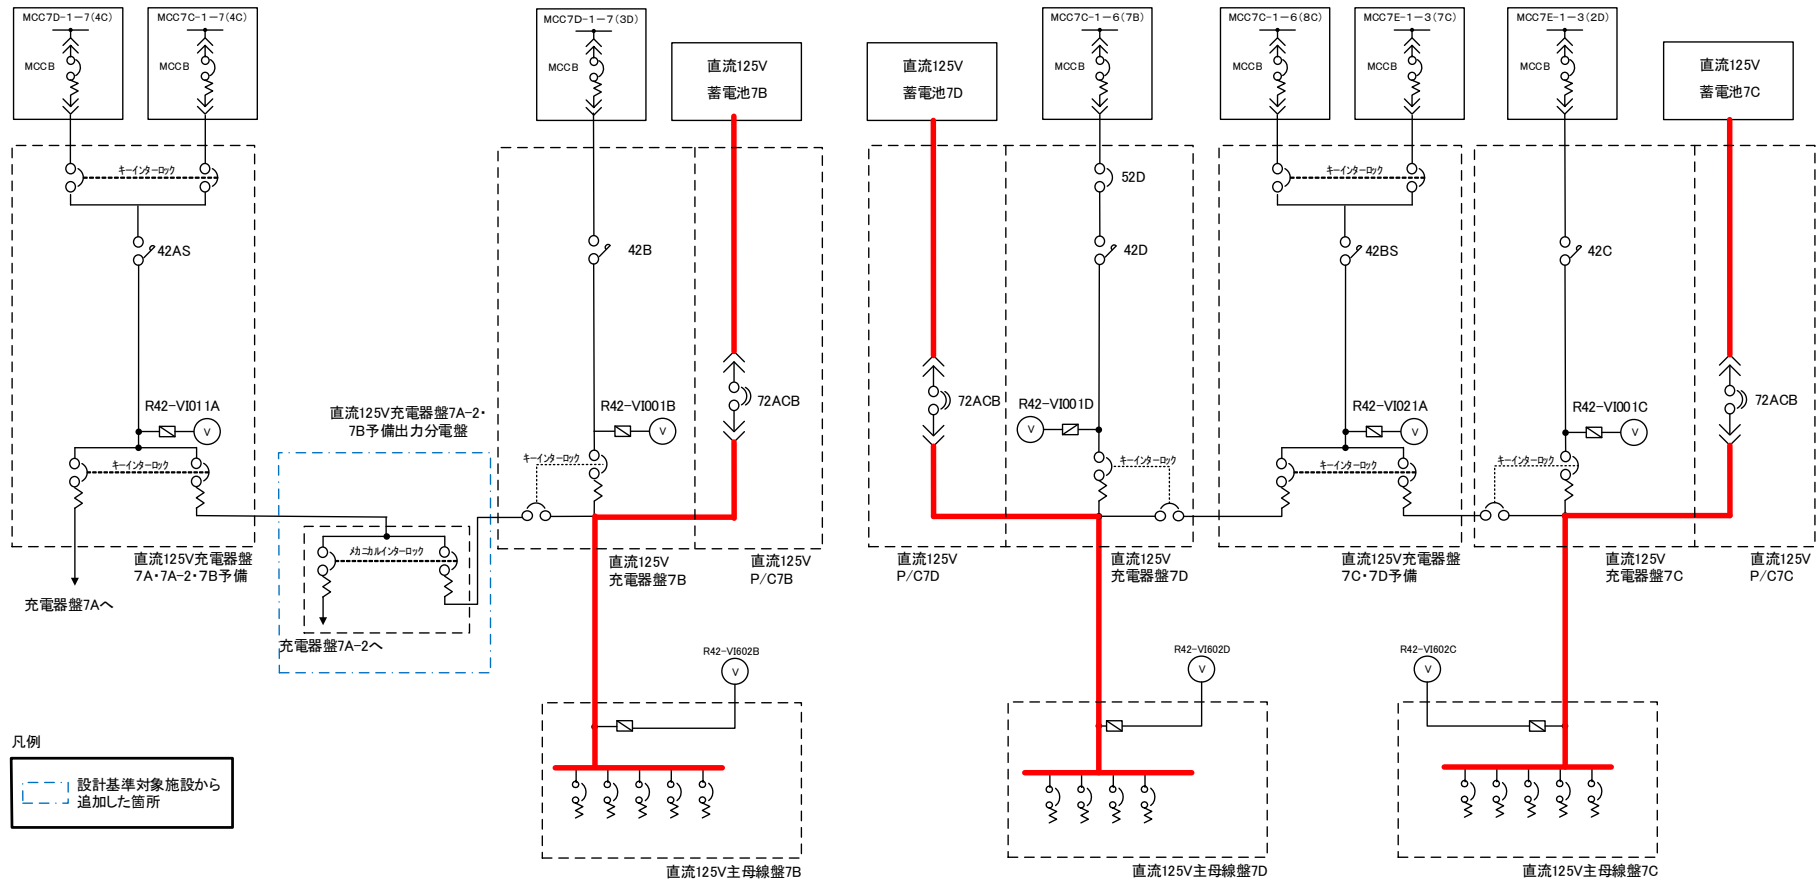 MCC7D-1-7(4C)
MCC7C-1-7(4C)
MCC7D-1-7(3D)
MCC7C-1-6(7B)
MCC7C-1-6(8C)
MCC7E-1-3(7C)
MCC7E-1-3(2D)
MCCB
MCCB
MCCB
MCCB
MCCB
MCCB
MCCB
直流125V
蓄電池7B
直流125V
蓄電池7D
直流125V
蓄電池7C
キーインターロック
52D
キーインターロック
42AS
42B
42D
42BS
42C
72ACB
72ACB
72ACB
R42-VI011A
V
R42-VI001B
V
R42-VI001D
V
R42-VI021A
V
R42-VI001C
V
直流125V充電器盤7A-2・
7B予備出力分電盤
キーインターロック
キーインターロック
キーインターロック
キーインターロック
キーインターロック
メカニカルインターロック
直流125V充電器盤
7A・7A-2・7B予備
直流125V
充電器盤7B
直流125V
P/C7B
直流125V
P/C7D
直流125V
充電器盤7D
直流125V充電器盤
7C・7D予備
直流125V
充電器盤7C
直流125V
P/C7C
充電器盤7Aへ
充電器盤7A-2へ
R42-VI602B
V
R42-VI602D
V
R42-VI602C
V
凡例
設計基準対象施設から
追加した箇所
直流125V主母線盤7B
直流125V主母線盤7D
直流125V主母線盤7C